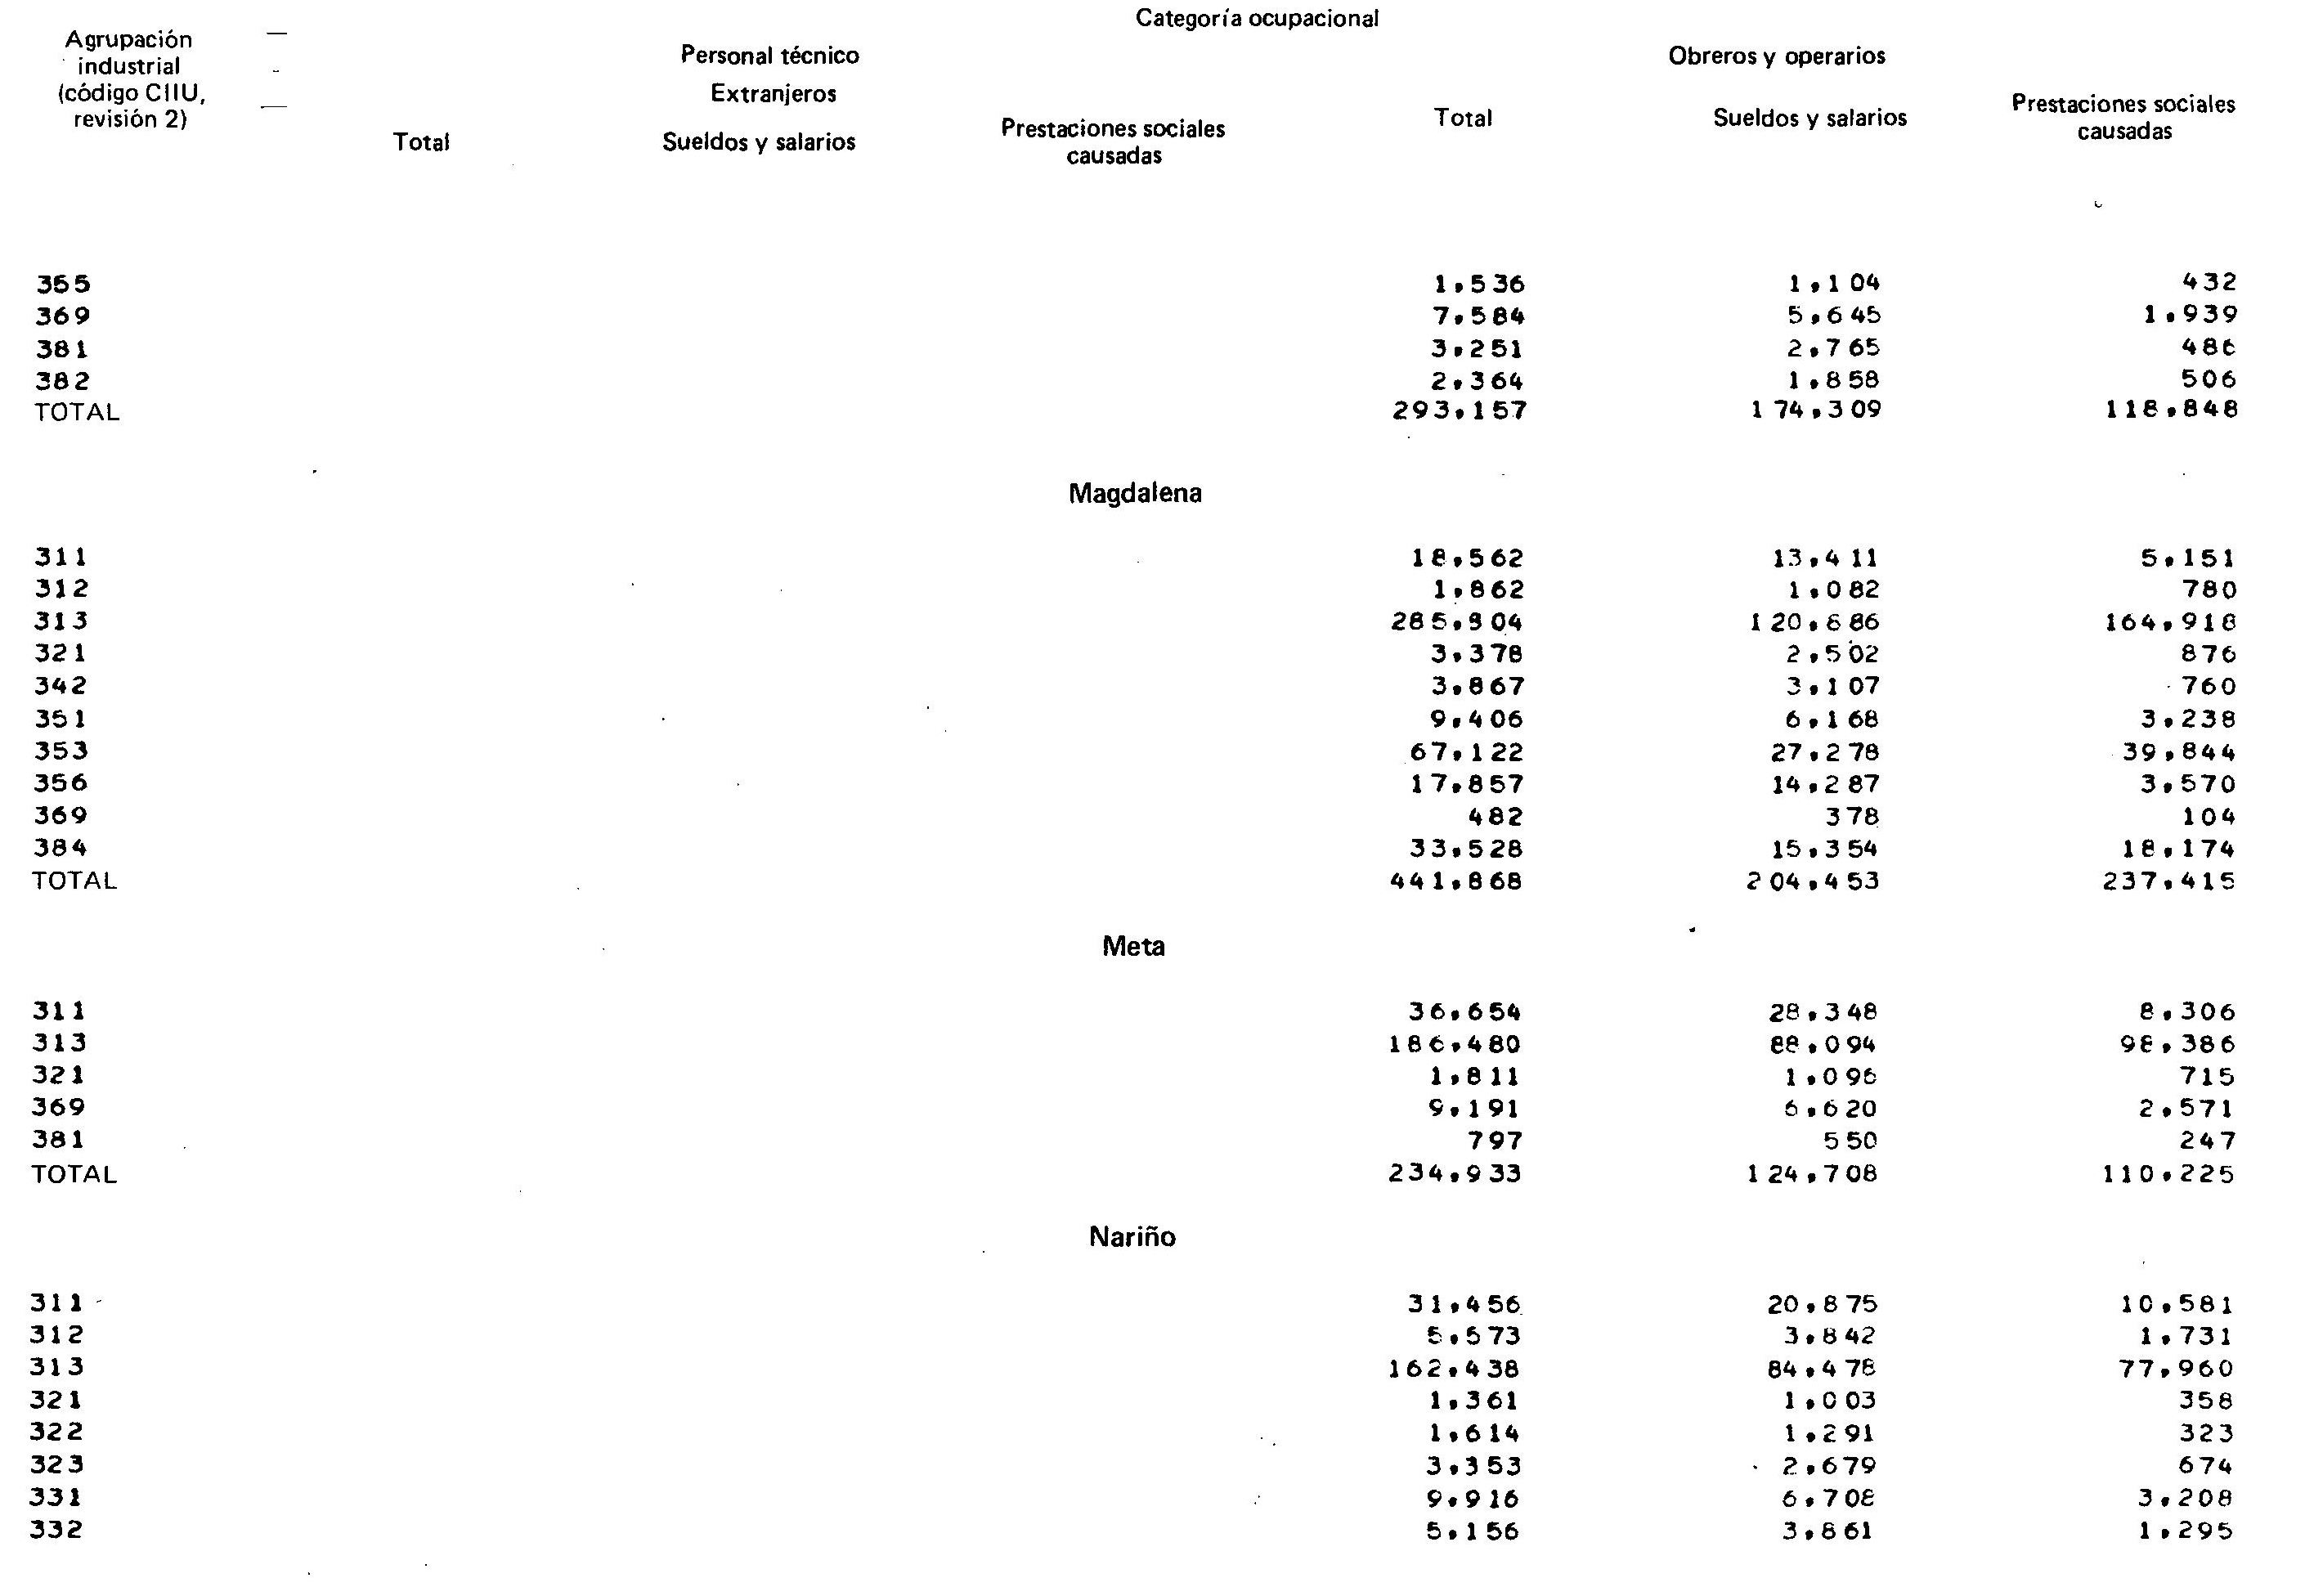 Categoría ocupacional
Agrupación industrial (código CIIU, revisión 2)
Personal técnico Obreros y operarios
Extranjeros
Total Sueldos y salarios Prestaciones sociales causadas Total Sueldos y salarios Prestaciones sociales causadas
355 1,536 1,104 432
369 7,584 5,645 1,939
381 3,251 2,765 486
382 2,364 1,858 506
TOTAL 293,157 174,309 118,848
Magdalena
311 18,562 13,411 5,151
312 1,862 1,082 780
313 285,804 120,886 164,918
321 3,378 2,502 876
342 3,867 3,107 760
351 9,406 6,168 3,238
353 67,122 27,278 39,844
356 17,857 14,287 3,570
369 482 378 104
384 33,528 15,354 18,174
TOTAL 441,868 204,453 237,415
Meta
311 36,654 28,348 8,306
313 186,480 88,094 98,386
321 1,811 1,096 715
369 9,191 6,620 2,571
381 797 550 247
TOTAL 234,933 124,708 110,225
Nariño
311 31,456 20,875 10,581
312 5,573 3,842 1,731
313 162,438 84,478 77,960
321 1,361 1,003 358
322 1,614 1,291 323
323 3,353 2,679 674
331 9,916 6,708 3,208
332 5,156 3,861 1,295